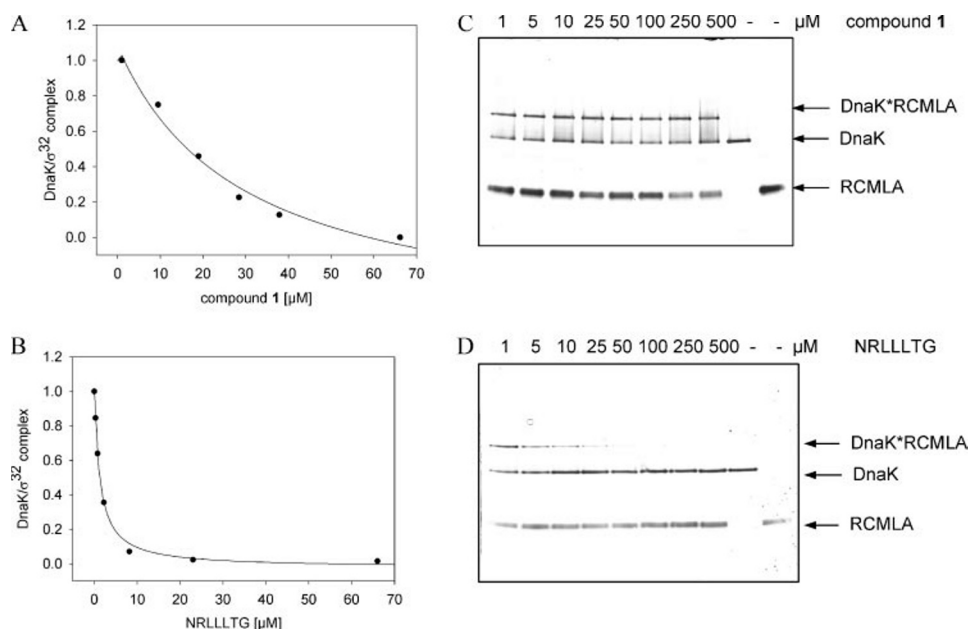 A
1.2
1.0
0.8
0.6
0.4
0.2
0.0
DnaK/σ³² complex
0 10 20 30 40 50 60 70
compound 1 [µM]
B
1.2
1.0
0.8
0.6
0.4
0.2
0.0
DnaK/σ³² complex
0 10 20 30 40 50 60 70
NRLLLTG [µM]
C
1 5 10 25 50 100 250 500 - - µM compound 1
DnaK*RCMLA
DnaK
RCMLA
D
1 5 10 25 50 100 250 500 - - µM NRLLLTG
DnaK*RCMLA
DnaK
RCMLA